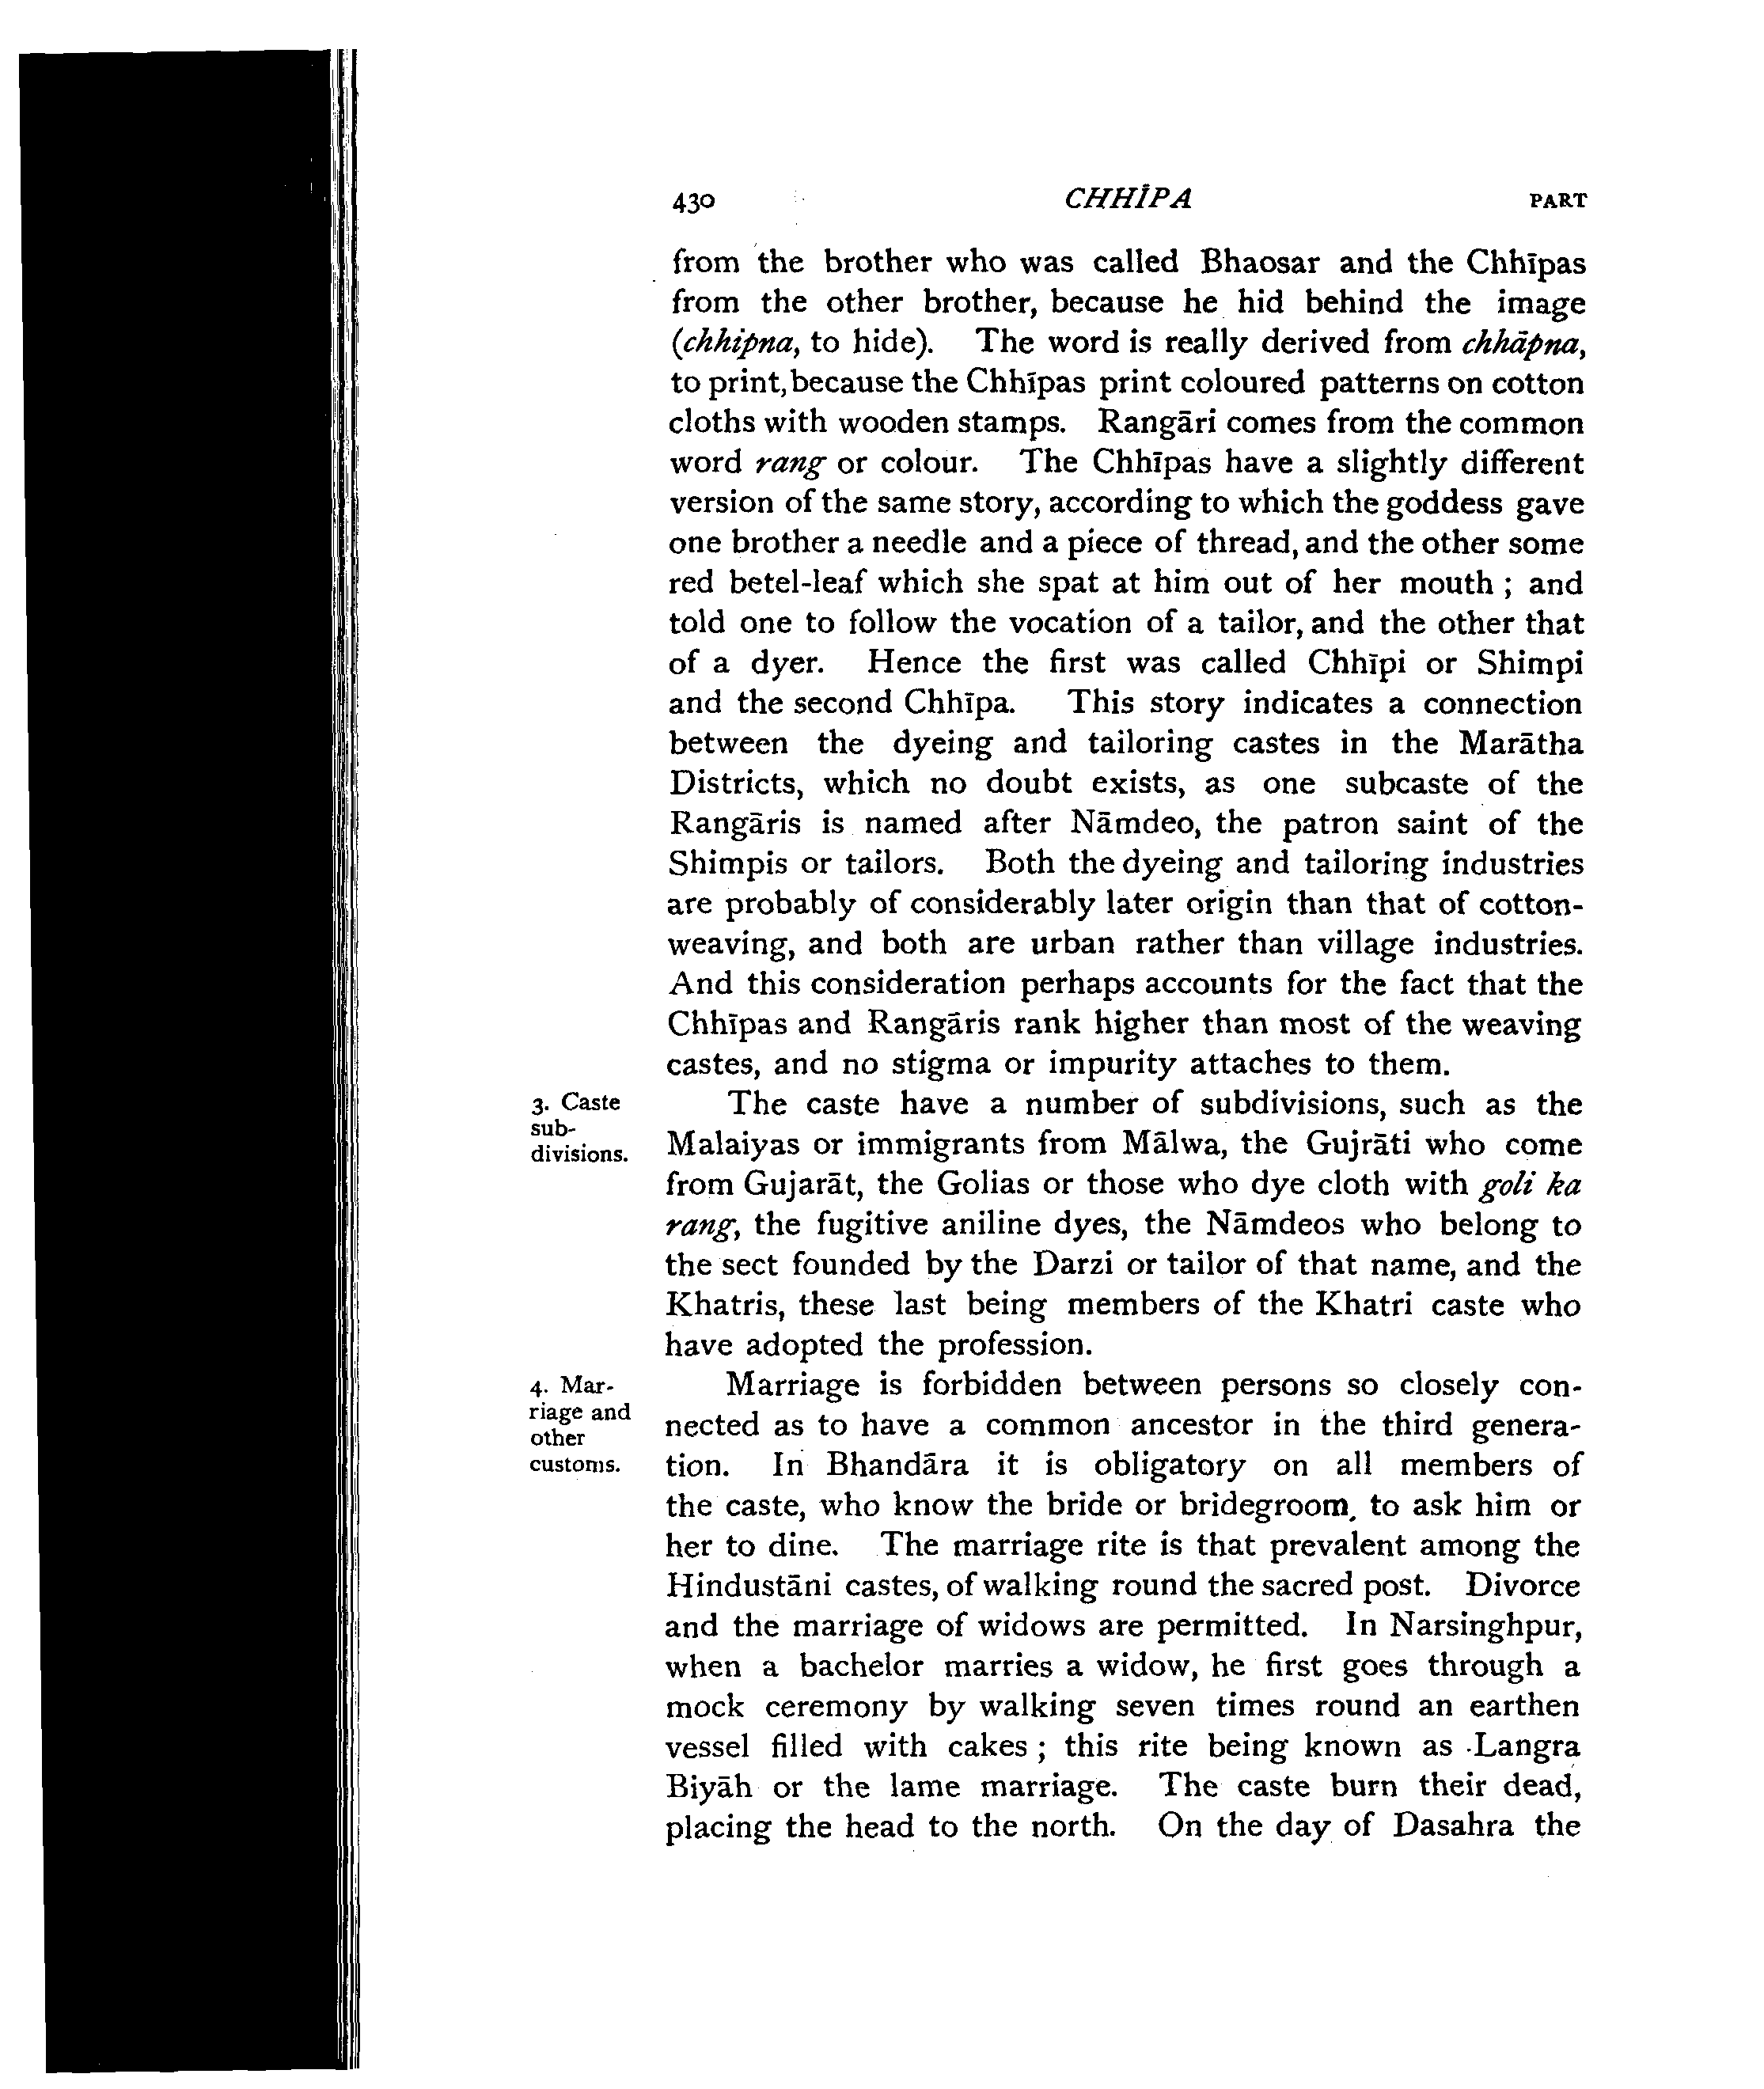 430 CHHĪPA PART
from the brother who was called Bhaosar and the Chhīpas
from the other brother, because he hid behind the image
(chhipna, to hide). The word is really derived from chhāpna,
to print, because the Chhīpas print coloured patterns on cotton
cloths with wooden stamps. Rangāri comes from the common
word rang or colour. The Chhīpas have a slightly different
version of the same story, according to which the goddess gave
one brother a needle and a piece of thread, and the other some
red betel-leaf which she spat at him out of her mouth ; and
told one to follow the vocation of a tailor, and the other that
of a dyer. Hence the first was called Chhīpi or Shimpi
and the second Chhīpa. This story indicates a connection
between the dyeing and tailoring castes in the Marātha
Districts, which no doubt exists, as one subcaste of the
Rangāris is named after Nāmdeo, the patron saint of the
Shimpis or tailors. Both the dyeing and tailoring industries
are probably of considerably later origin than that of cotton-
weaving, and both are urban rather than village industries.
And this consideration perhaps accounts for the fact that the
Chhīpas and Rangāris rank higher than most of the weaving
castes, and no stigma or impurity attaches to them.
3. Caste
sub-
divisions.
The caste have a number of subdivisions, such as the
Malaiyas or immigrants from Mālwa, the Gujrāti who come
from Gujarāt, the Golias or those who dye cloth with goli ka
rang, the fugitive aniline dyes, the Nāmdeos who belong to
the sect founded by the Darzi or tailor of that name, and the
Khatris, these last being members of the Khatri caste who
have adopted the profession.
4. Mar-
riage and
other
customs.
Marriage is forbidden between persons so closely con-
nected as to have a common ancestor in the third genera-
tion. In Bhandāra it is obligatory on all members of
the caste, who know the bride or bridegroom, to ask him or
her to dine. The marriage rite is that prevalent among the
Hindustāni castes, of walking round the sacred post. Divorce
and the marriage of widows are permitted. In Narsinghpur,
when a bachelor marries a widow, he first goes through a
mock ceremony by walking seven times round an earthen
vessel filled with cakes ; this rite being known as Langra
Biyāh or the lame marriage. The caste burn their dead,
placing the head to the north. On the day of Dasahra the